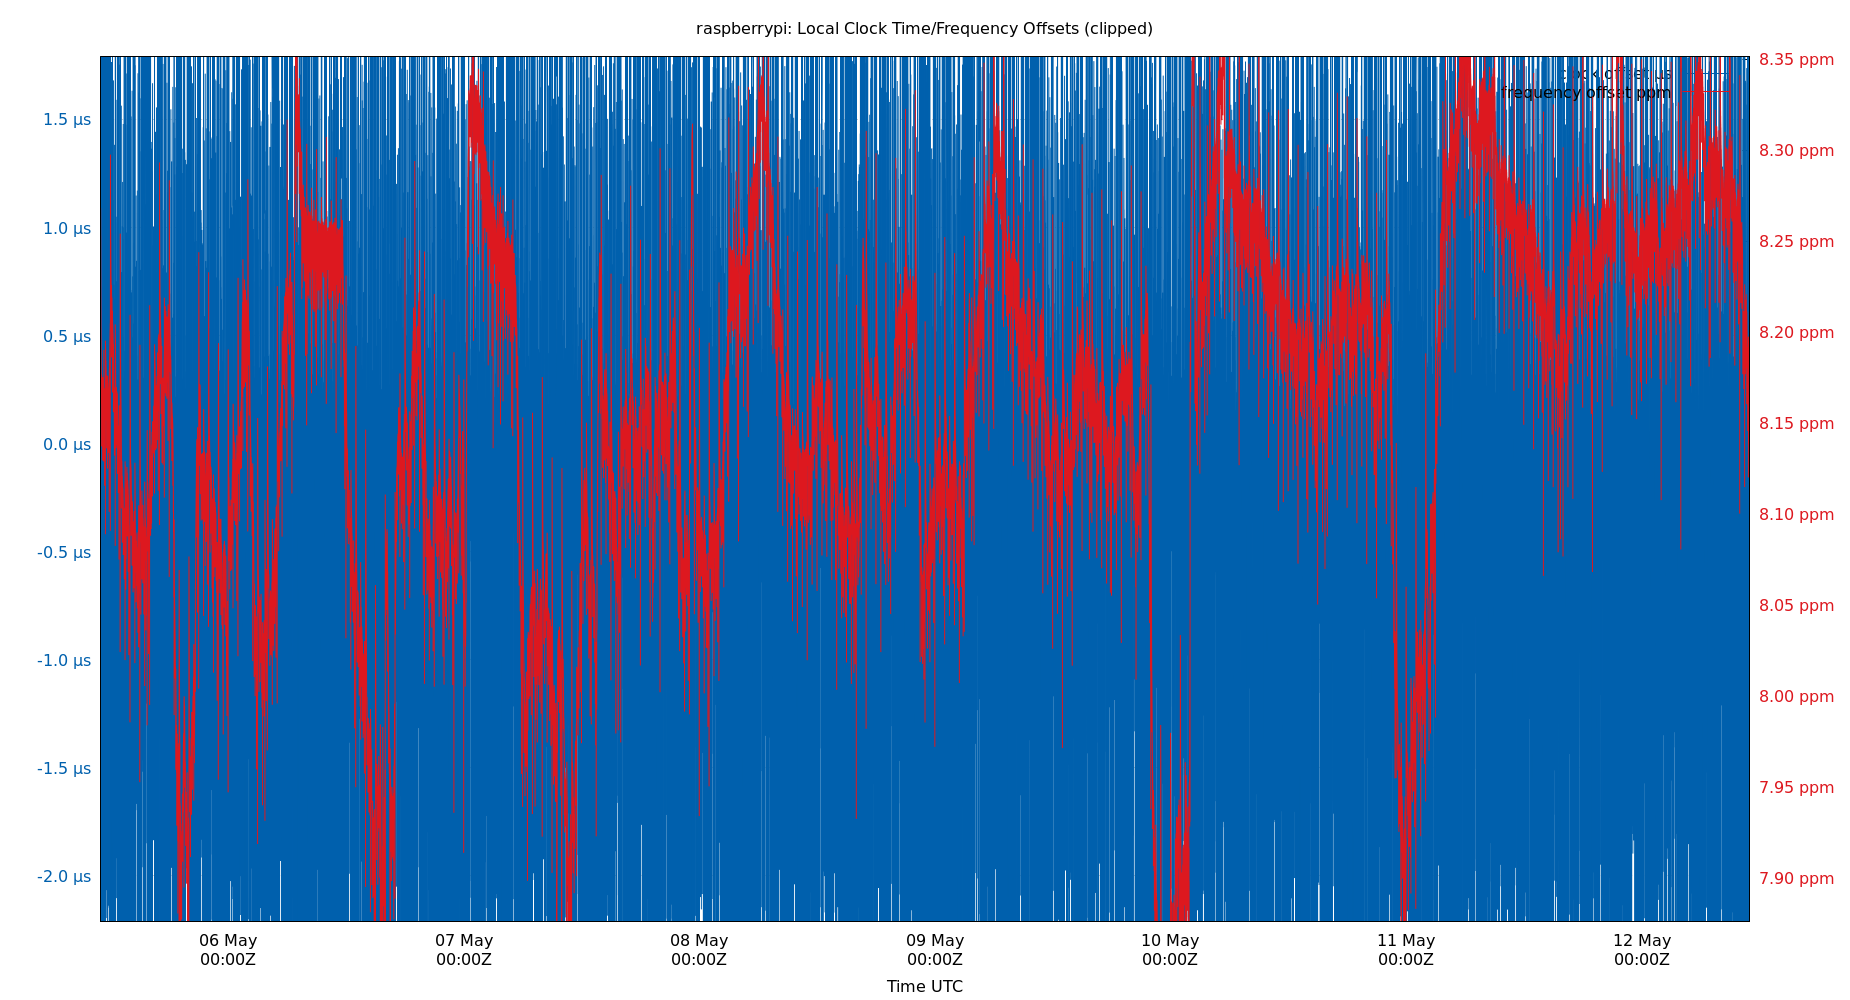 raspberrypi: Local Clock Time/Frequency Offsets (clipped)
clock offset µs
frequency offset ppm
1.5 µs
1.0 µs
0.5 µs
0.0 µs
-0.5 µs
-1.0 µs
-1.5 µs
-2.0 µs
8.35 ppm
8.30 ppm
8.25 ppm
8.20 ppm
8.15 ppm
8.10 ppm
8.05 ppm
8.00 ppm
7.95 ppm
7.90 ppm
06 May 07 May 08 May 09 May 10 May 11 May 12 May
00:00Z 00:00Z 00:00Z 00:00Z 00:00Z 00:00Z 00:00Z
Time UTC